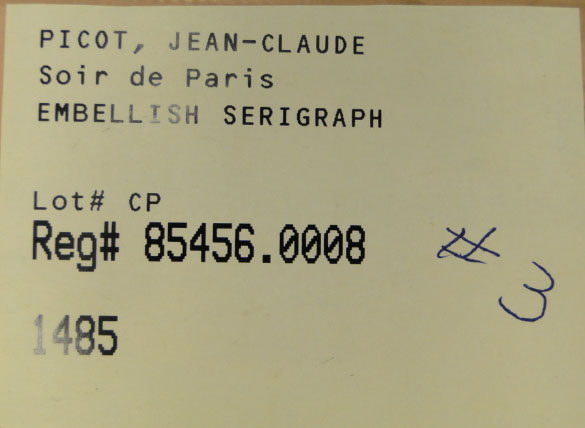 PICOT, JEAN-CLAUDE
Soir de Paris
EMBELLISH SERIGRAPH
Lot# CP
Reg# 85456.0008
# 3
1485